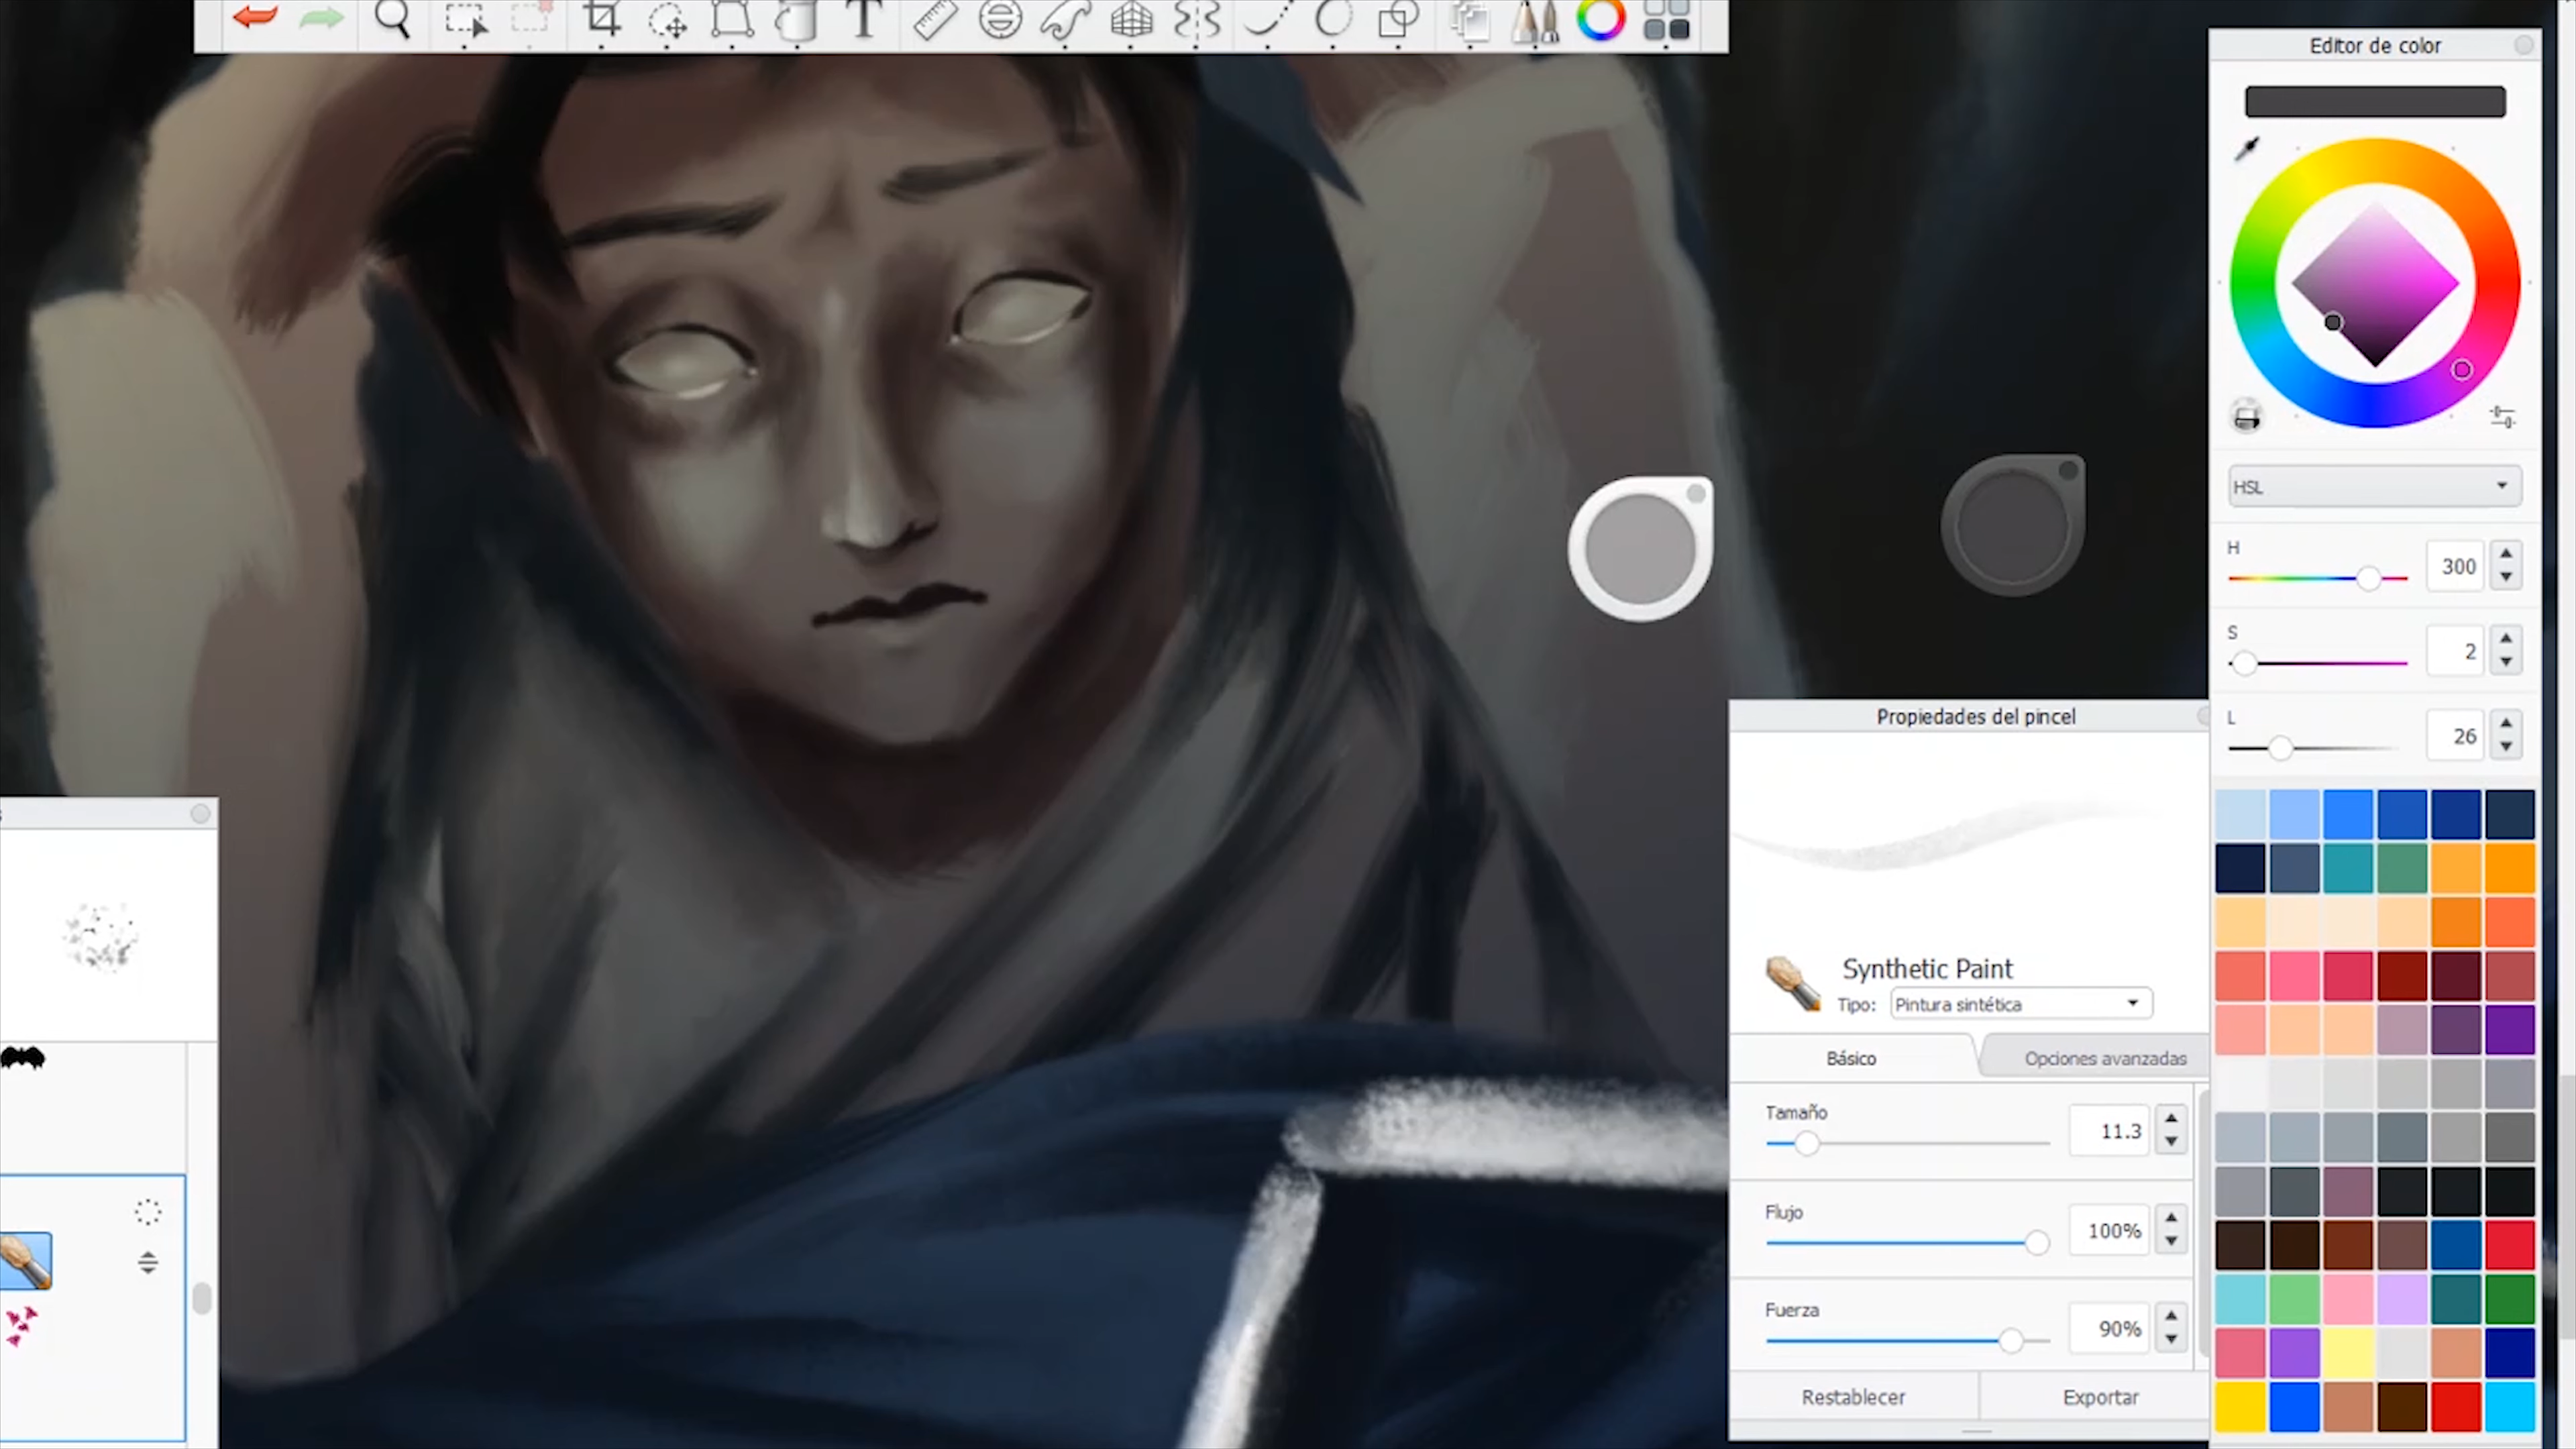 Editor de color
HSL
H
300
S
2
L
26
Propiedades del pincel
Synthetic Paint
Tipo: Pintura sintética
Básico
Opciones avanzadas
Tamaño
11.3
Flujo
100%
Fuerza
90%
Restablecer
Exportar